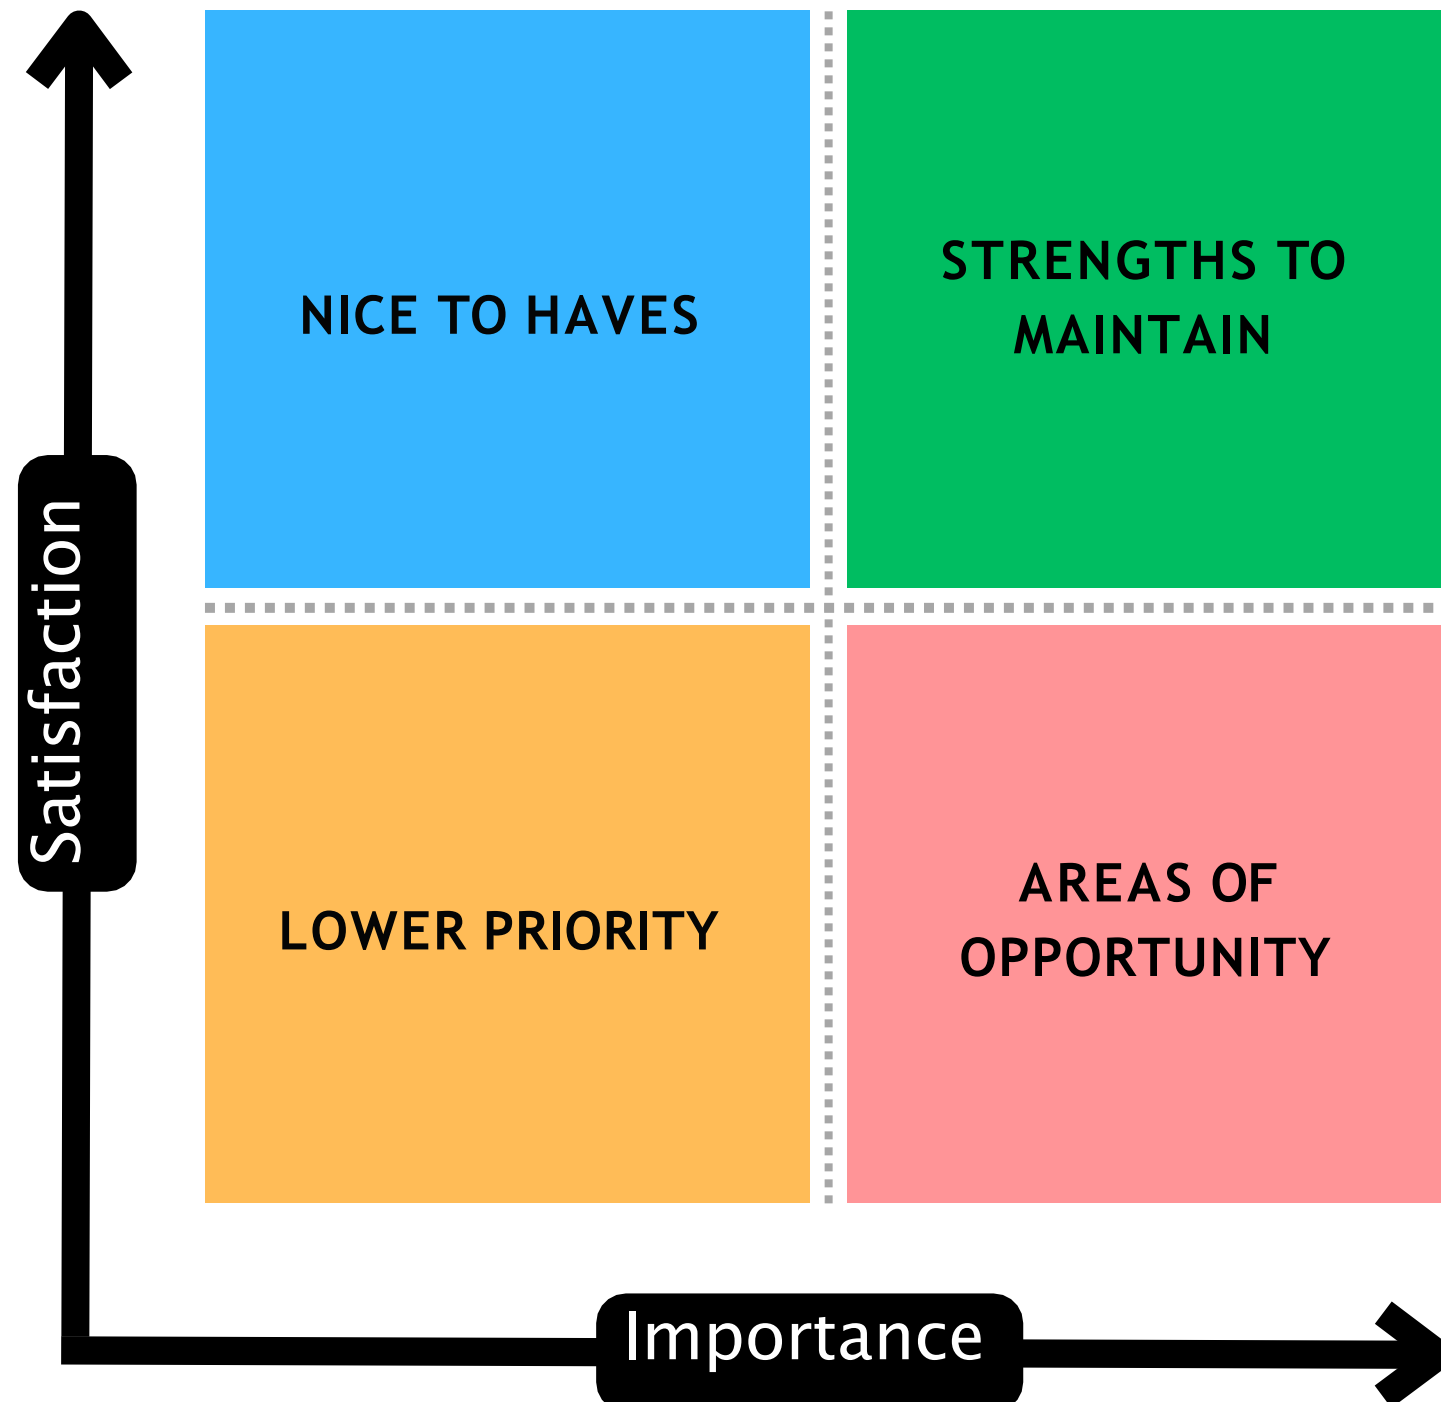 NICE TO HAVES
STRENGTHS TO
MAINTAIN
Satisfaction
LOWER PRIORITY
AREAS OF
OPPORTUNITY
Importance